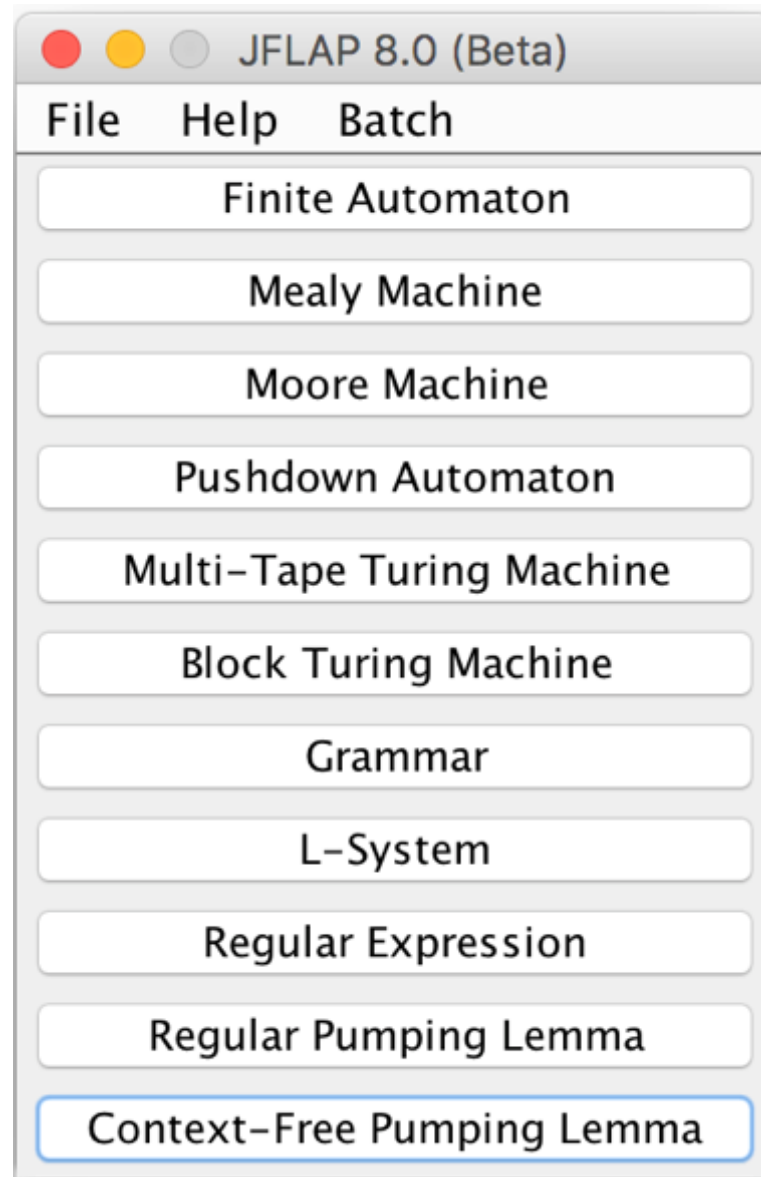 JFLAP 8.0 (Beta)
File Help Batch
Finite Automaton
Mealy Machine
Moore Machine
Pushdown Automaton
Multi-Tape Turing Machine
Block Turing Machine
Grammar
L-System
Regular Expression
Regular Pumping Lemma
Context-Free Pumping Lemma